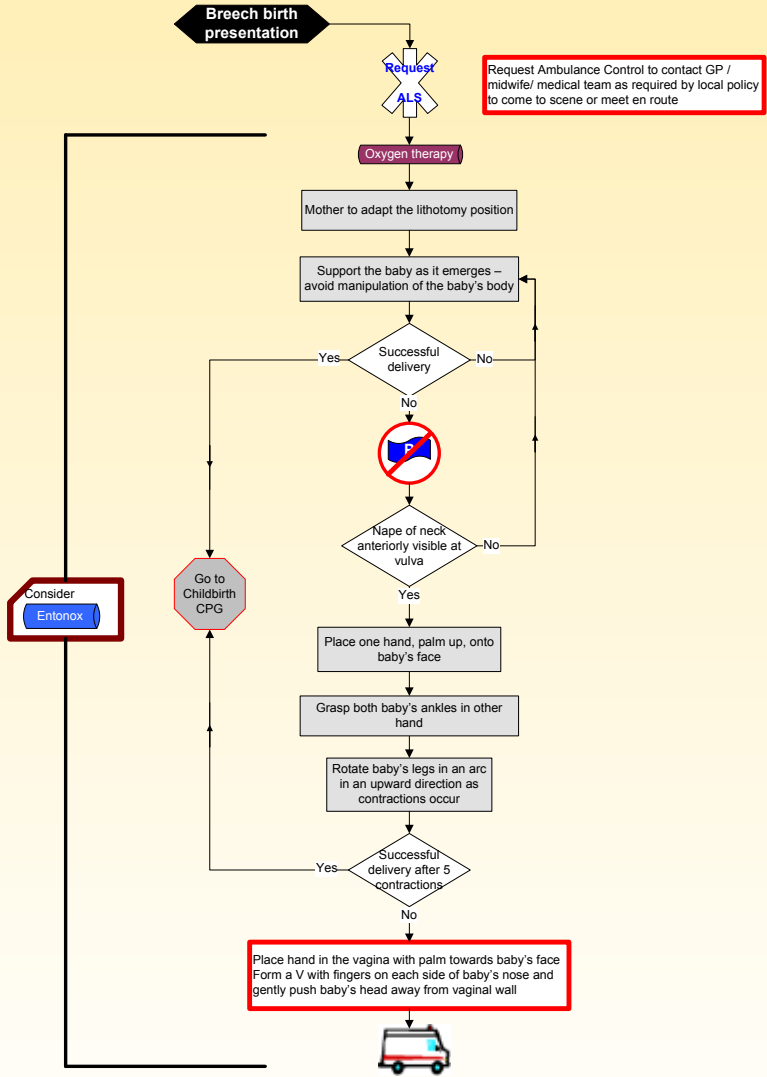 Breech birth
presentation
Request
ALS
Request Ambulance Control to contact GP /
midwife/ medical team as required by local policy
to come to scene or meet en route
Oxygen therapy
Mother to adapt the lithotomy position
Support the baby as it emerges –
avoid manipulation of the baby's body
Successful
delivery
Yes
No
No
Nape of neck
anteriorly visible at
vulva
No
Yes
Go to
Childbirth
CPG
Consider
Entonox
Place one hand, palm up, onto
baby's face
Grasp both baby's ankles in other
hand
Rotate baby's legs in an arc
in an upward direction as
contractions occur
Successful
delivery after 5
contractions
Yes
No
Place hand in the vagina with palm towards baby's face
Form a V with fingers on each side of baby's nose and
gently push baby's head away from vaginal wall